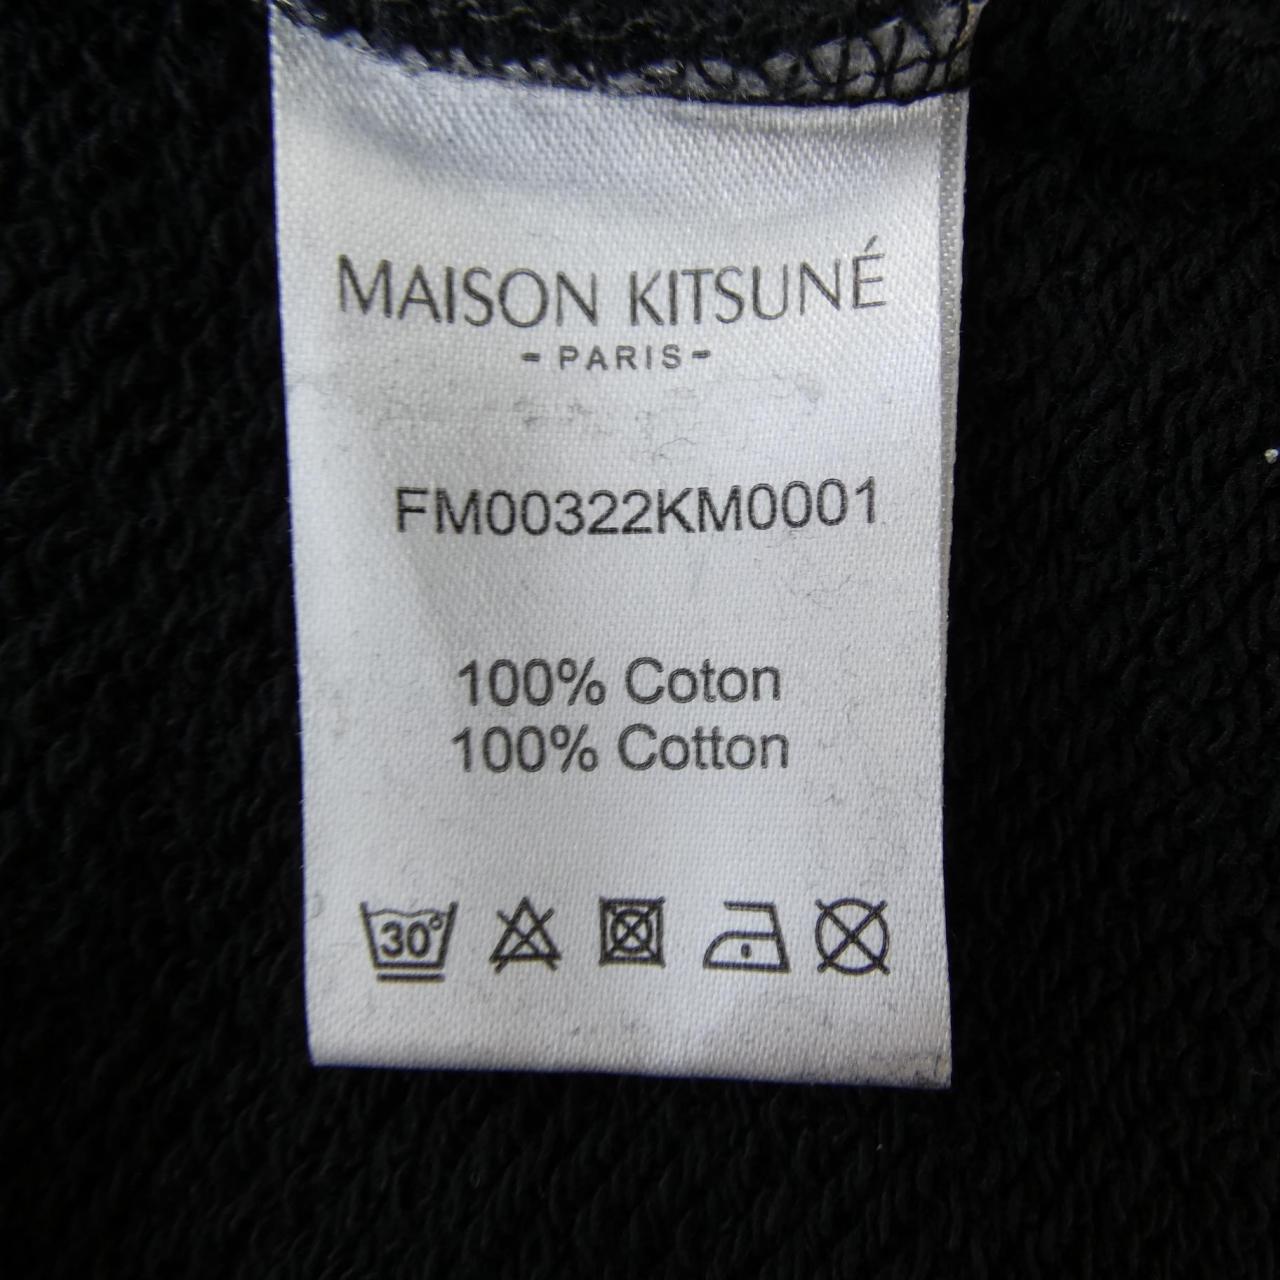 MAISON KITSUNÉ
- PARIS -
FM00322KM0001
100% Coton
100% Cotton
30°